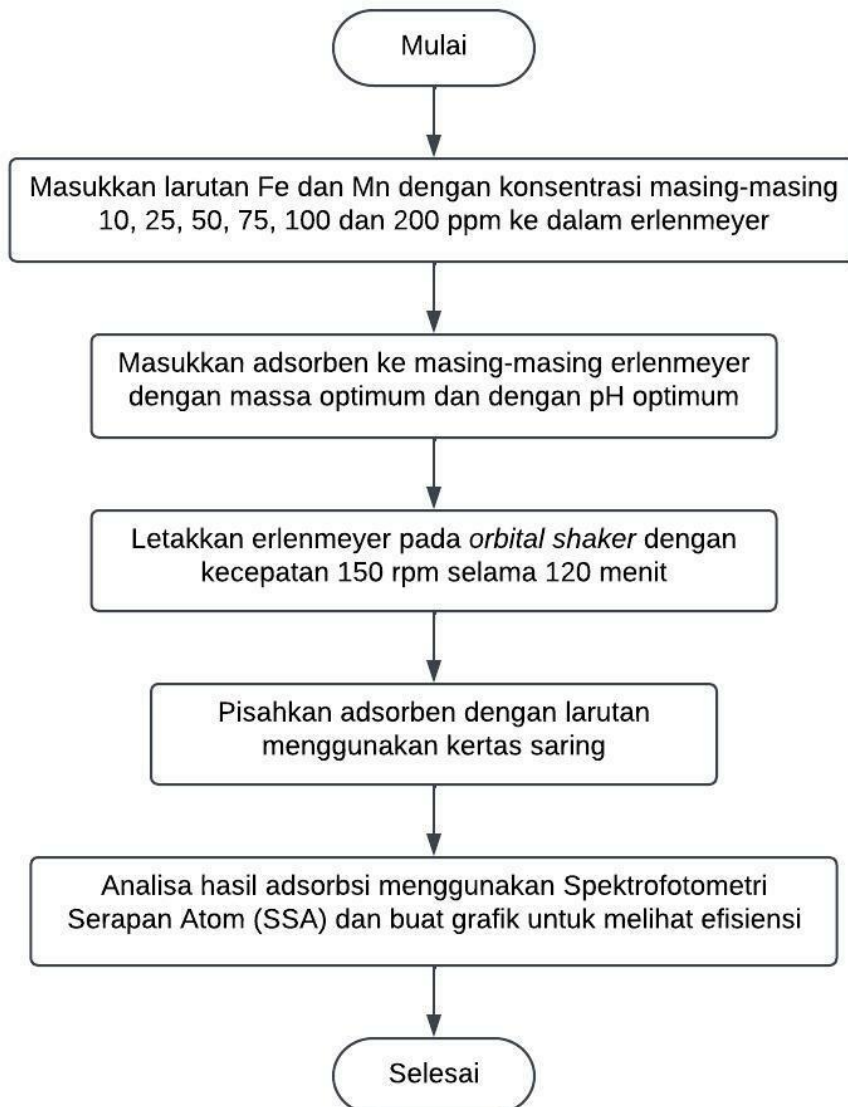 Mulai
Masukkan larutan Fe dan Mn dengan konsentrasi masing-masing
10, 25, 50, 75, 100 dan 200 ppm ke dalam erlenmeyer
Masukkan adsorben ke masing-masing erlenmeyer
dengan massa optimum dan dengan pH optimum
Letakkan erlenmeyer pada orbital shaker dengan
kecepatan 150 rpm selama 120 menit
Pisahkan adsorben dengan larutan
menggunakan kertas saring
Analisa hasil adsorbsi menggunakan Spektrofotometri
Serapan Atom (SSA) dan buat grafik untuk melihat efisiensi
Selesai